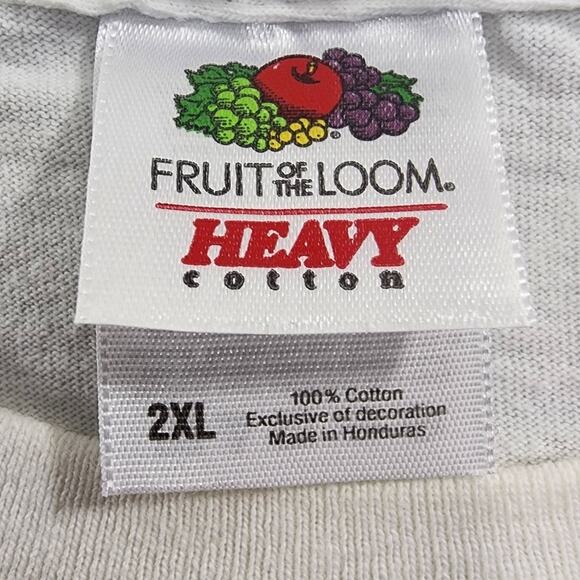 FRUIT OF THE LOOM®
HEAVY
cotton
2XL
100% Cotton
Exclusive of decoration
Made in Honduras